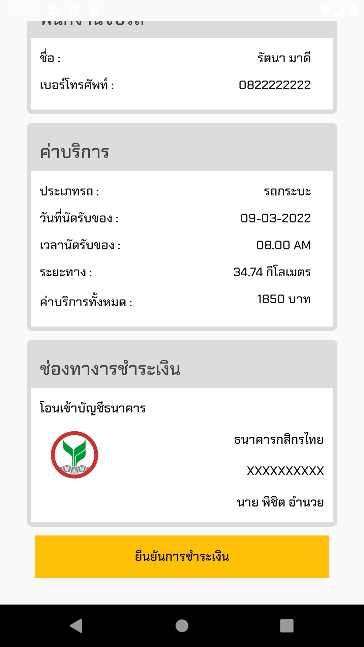 พนักงานขับรถ
ชื่อ : รัตนา มาดี
เบอร์โทรศัพท์ : 0822222222
ค่าบริการ
ประเภทรถ : รถกระบะ
วันที่นัดรับของ : 09-03-2022
เวลานัดรับของ : 08.00 AM
ระยะทาง : 34.74 กิโลเมตร
ค่าบริการทั้งหมด : 1850 บาท
ช่องทางารชำระเงิน
โอนเข้าบัญชีธนาคาร
ธนาคารกสิกรไทย
XXXXXXXXXX
นาย พิชิต อำนวย
ยืนยันการชำระเงิน